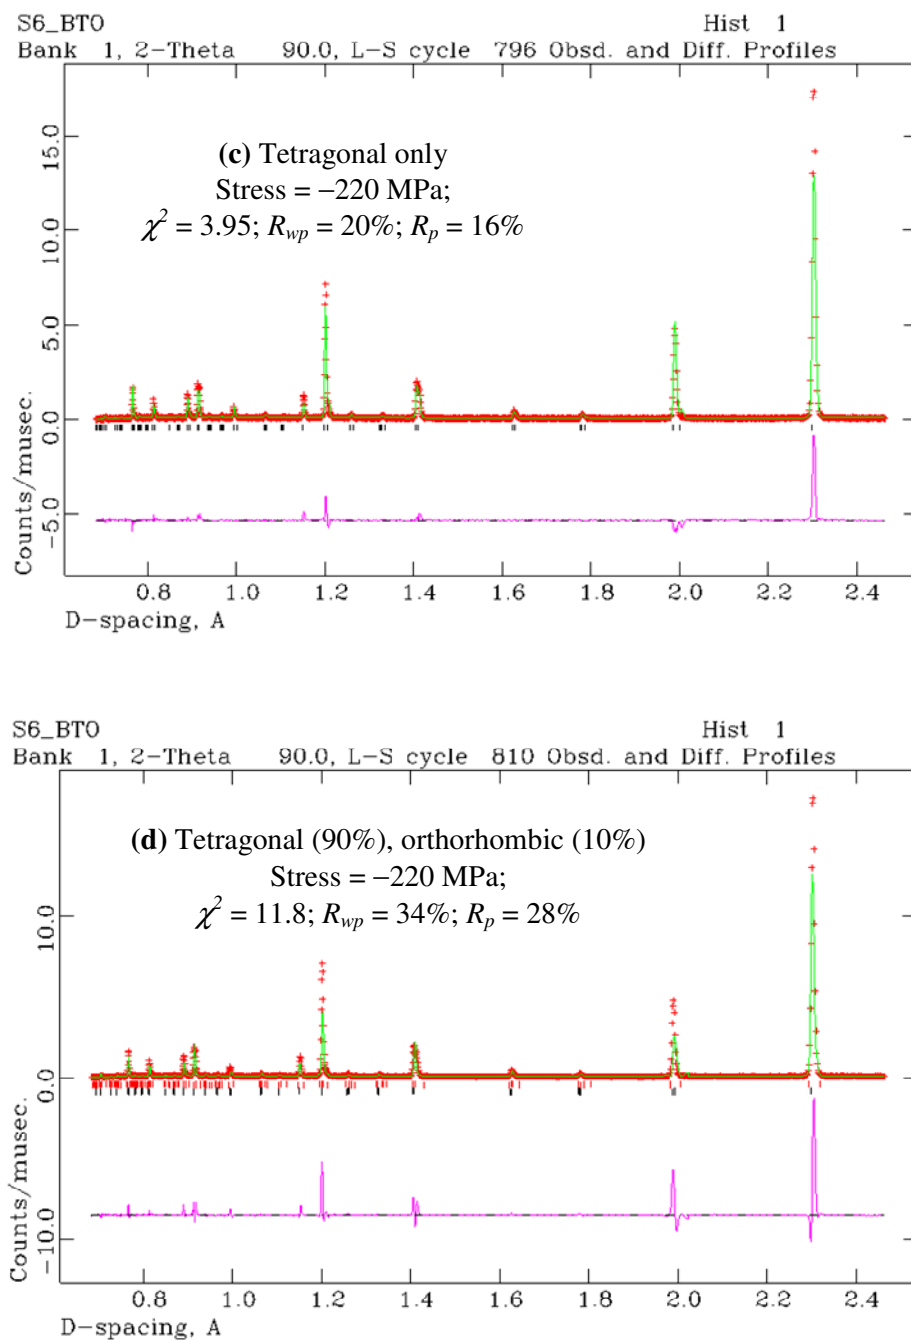 S6_BTO Hist 1
Bank 1, 2-Theta 90.0, L-S cycle 796 Obsd. and Diff. Profiles
(c) Tetragonal only
Stress = −220 MPa;
χ² = 3.95; Rwp = 20%; Rp = 16%
Counts/musec.
-5.0 0.0 5.0 10.0 15.0
0.8 1.0 1.2 1.4 1.6 1.8 2.0 2.2 2.4
D-spacing, A
S6_BTO Hist 1
Bank 1, 2-Theta 90.0, L-S cycle 810 Obsd. and Diff. Profiles
(d) Tetragonal (90%), orthorhombic (10%)
Stress = −220 MPa;
χ² = 11.8; Rwp = 34%; Rp = 28%
Counts/musec.
-10.0 0.0 10.0
0.8 1.0 1.2 1.4 1.6 1.8 2.0 2.2 2.4
D-spacing, A